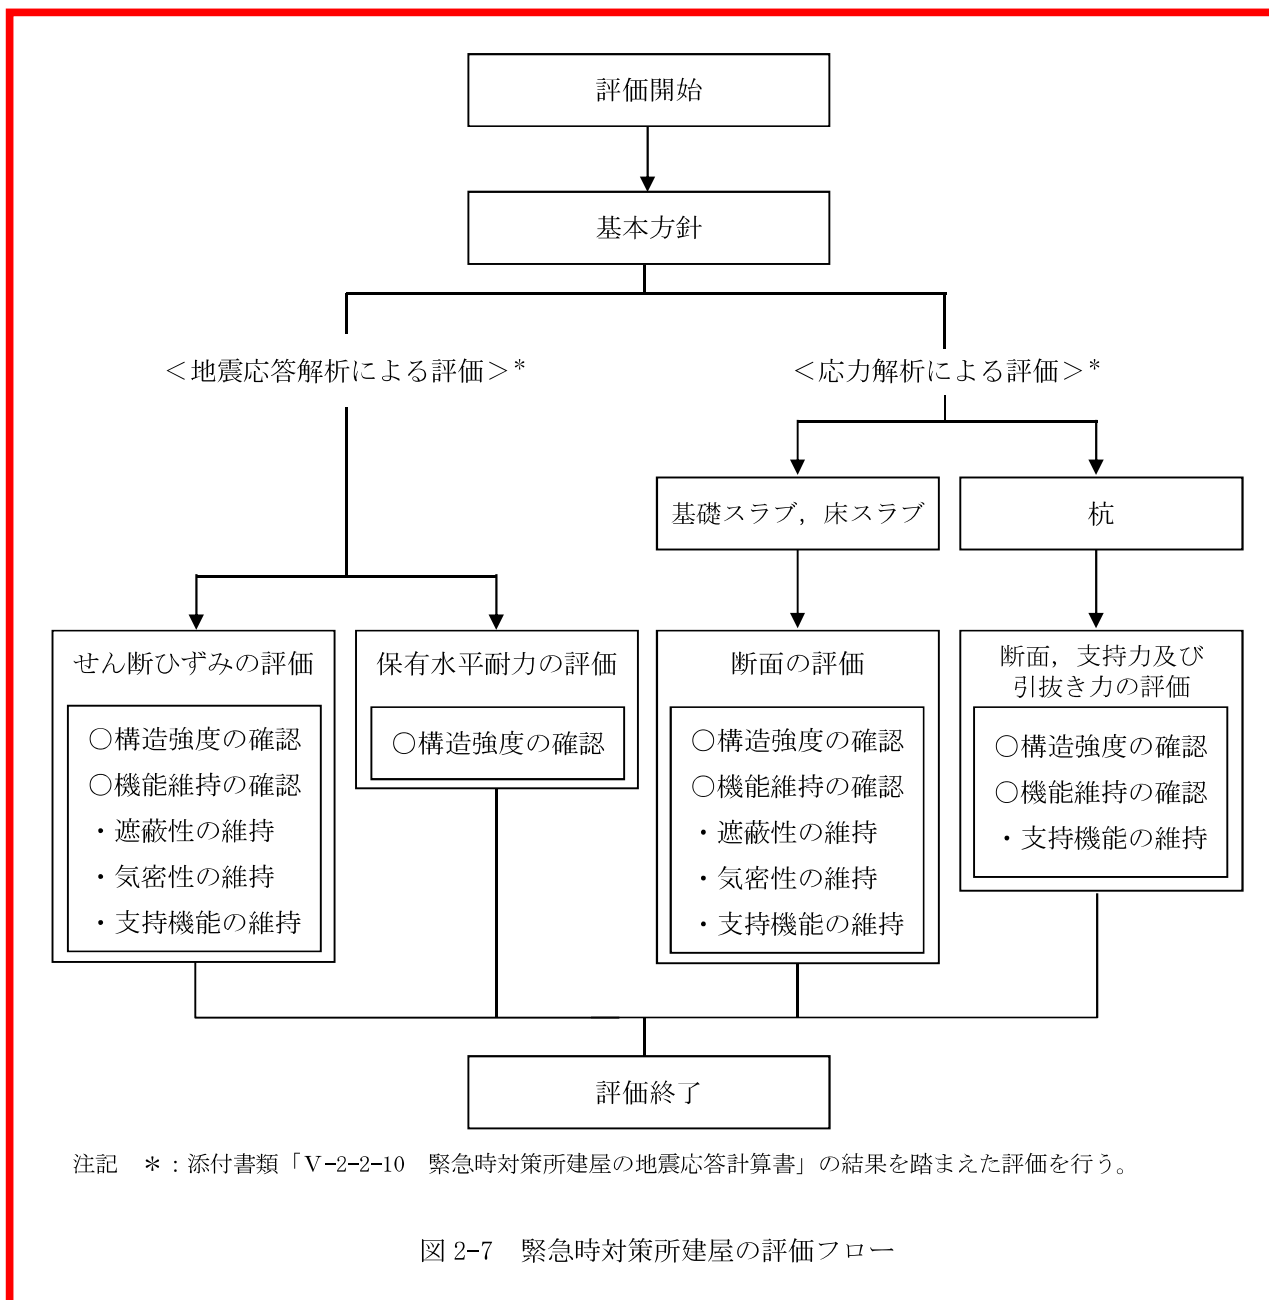 評価開始
基本方針
＜地震応答解析による評価＞*
＜応力解析による評価＞*
基礎スラブ，床スラブ
杭
せん断ひずみの評価
○構造強度の確認
○機能維持の確認
・遮蔽性の維持
・気密性の維持
・支持機能の維持
保有水平耐力の評価
○構造強度の確認
断面の評価
○構造強度の確認
○機能維持の確認
・遮蔽性の維持
・気密性の維持
・支持機能の維持
断面，支持力及び
引抜き力の評価
○構造強度の確認
○機能維持の確認
・支持機能の維持
評価終了
注記　＊：添付書類「Ⅴ-2-2-10　緊急時対策所建屋の地震応答計算書」の結果を踏まえた評価を行う。
図 2-7　緊急時対策所建屋の評価フロー